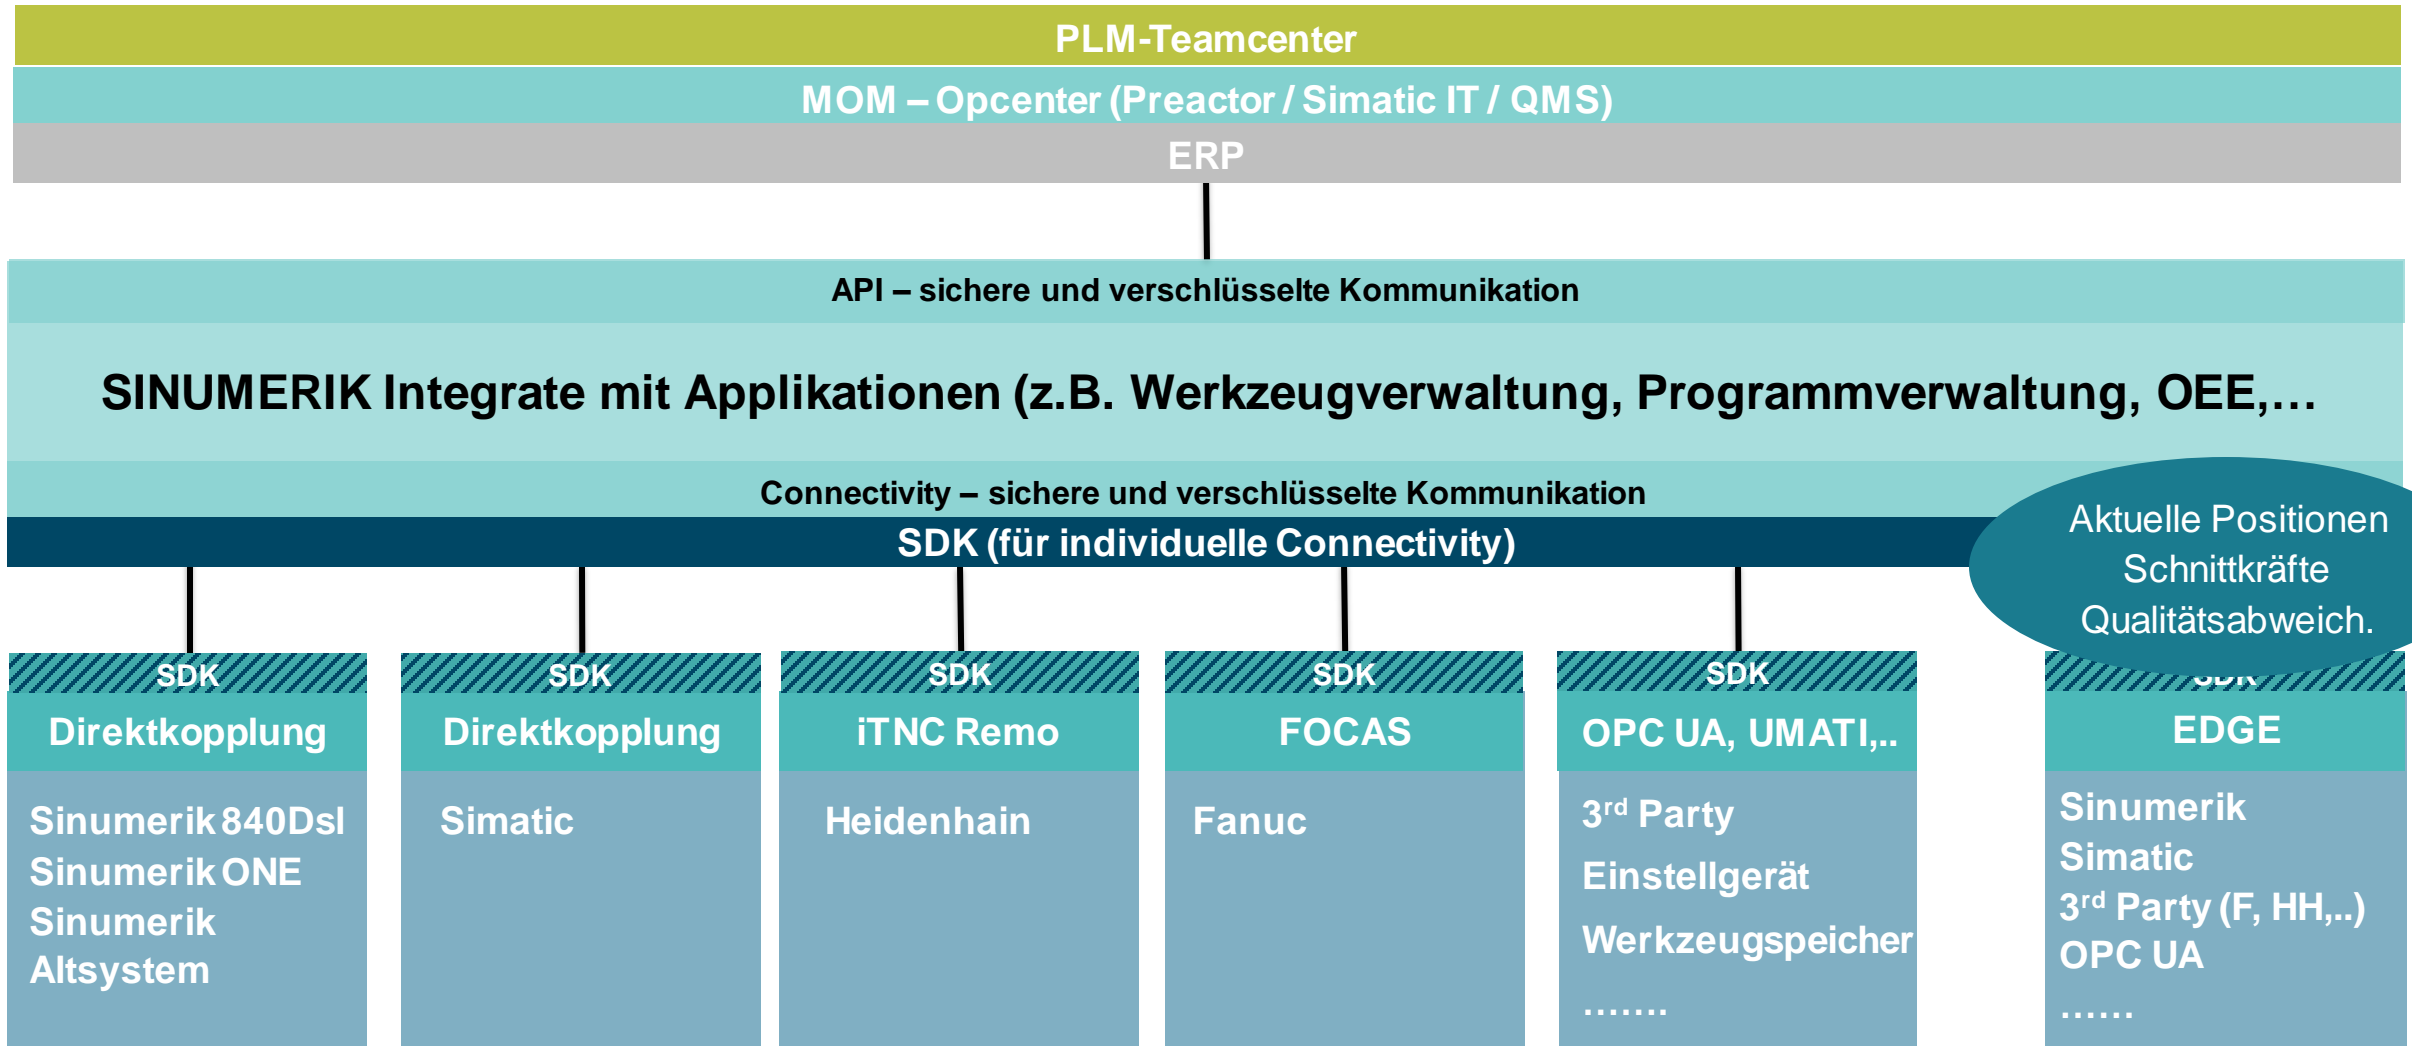 PLM-Teamcenter
MOM – Opcenter (Preactor / Simatic IT / QMS)
ERP
API – sichere und verschlüsselte Kommunikation
SINUMERIK Integrate mit Applikationen (z.B. Werkzeugverwaltung, Programmverwaltung, OEE,…
Connectivity – sichere und verschlüsselte Kommunikation
SDK (für individuelle Connectivity)
Aktuelle Positionen
Schnittkräfte
Qualitätsabweich.
SDK
Direktkopplung
Sinumerik 840Dsl
Sinumerik ONE
Sinumerik
Altsystem
SDK
Direktkopplung
Simatic
SDK
iTNC Remo
Heidenhain
SDK
FOCAS
Fanuc
SDK
OPC UA, UMATI,..
3rd Party
Einstellgerät
Werkzeugspeicher
…….
SDK
EDGE
Sinumerik
Simatic
3rd Party (F, HH,..)
OPC UA
……